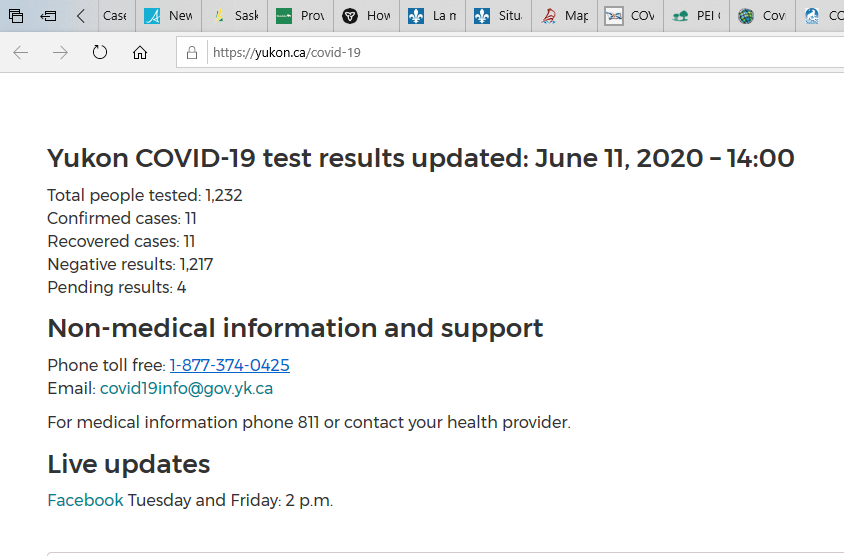 Case
New
Sask
Prov
How
La m
Situ
Map
COV
PEI
Cov
CO
https://yukon.ca/covid-19
Yukon COVID-19 test results updated: June 11, 2020 – 14:00
Total people tested: 1,232
Confirmed cases: 11
Recovered cases: 11
Negative results: 1,217
Pending results: 4
Non-medical information and support
Phone toll free: 1-877-374-0425
Email: covid19info@gov.yk.ca
For medical information phone 811 or contact your health provider.
Live updates
Facebook Tuesday and Friday: 2 p.m.